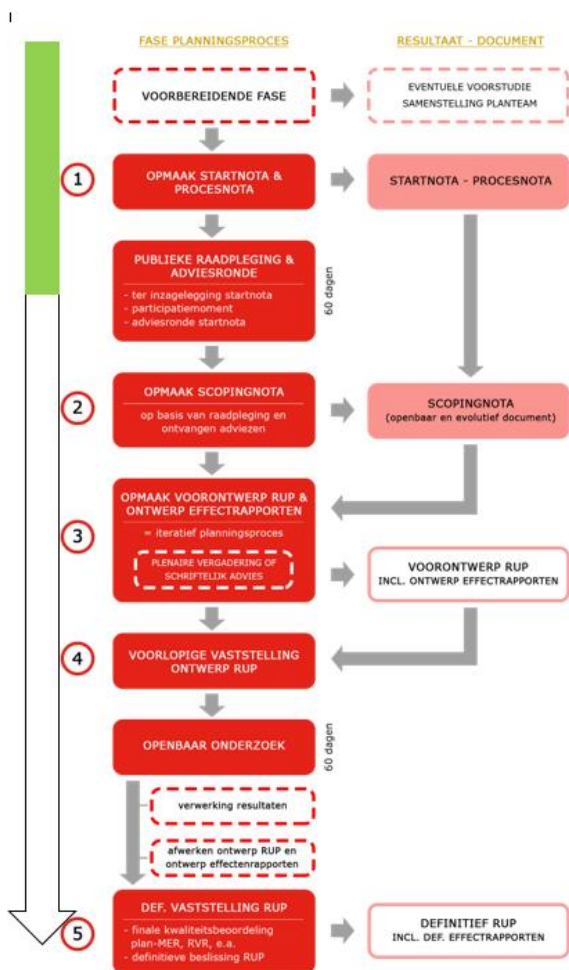 FASE PLANNINGSPROCES
RESULTAAT - DOCUMENT
VOORBEREIDENDE FASE
EVENTUELE VOORSTUDIE
SAMENSTELLING PLANTEAM
1
OPMAAK STARTNOTA &
PROCESNOTA
STARTNOTA - PROCESNOTA
PUBLIEKE RAADPLEGING &
ADVIESRONDE
- ter inzagelegging startnota
- participatiemoment
- adviesronde startnota
60 dagen
2
OPMAAK SCOPINGNOTA
op basis van raadpleging en
ontvangen adviezen
SCOPINGNOTA
(openbaar en evolutief document)
3
OPMAAK VOORONTWERP RUP &
ONTWERP EFFECTRAPPORTEN
= iteratief planningsproces
PLENAIRE VERGADERING OF
SCHRIFTELIJK ADVIES
VOORONTWERP RUP
INCL. ONTWERP EFFECTRAPPORTEN
4
VOORLOPIGE VASTSTELLING
ONTWERP RUP
OPENBAAR ONDERZOEK
60 dagen
verwerking resultaten
afwerken ontwerp RUP en
ontwerp effectenrapporten
5
DEF. VASTSTELLING RUP
- finale kwaliteitsbeoordeling
plan-MER, RVR, e.a.
- definitieve beslissing RUP
DEFINITIEF RUP
INCL. DEF. EFFECTRAPPORTEN